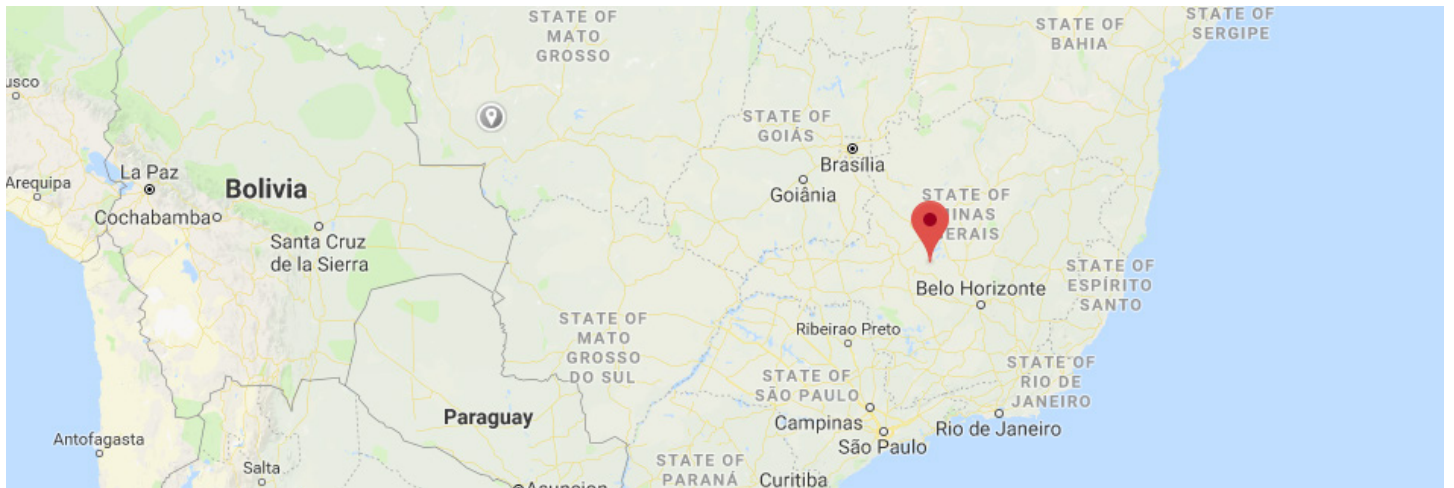 STATE OF
MATO
GROSSO
STATE OF
BAHIA
STATE OF
SERGIPE
usco
STATE OF
GOIÁS
Brasília
Goiânia
La Paz
Arequipa
Bolivia
Cochabamba
Santa Cruz
de la Sierra
STATE OF
MINAS
GERAIS
STATE OF
ESPÍRITO
SANTO
Belo Horizonte
Ribeirao Preto
STATE OF
MATO
GROSSO
DO SUL
STATE OF
RIO DE
JANEIRO
STATE OF
SÃO PAULO
Campinas
São Paulo
Rio de Janeiro
Paraguay
Antofagasta
Salta
Asuncion
STATE OF
PARANÁ
Curitiba